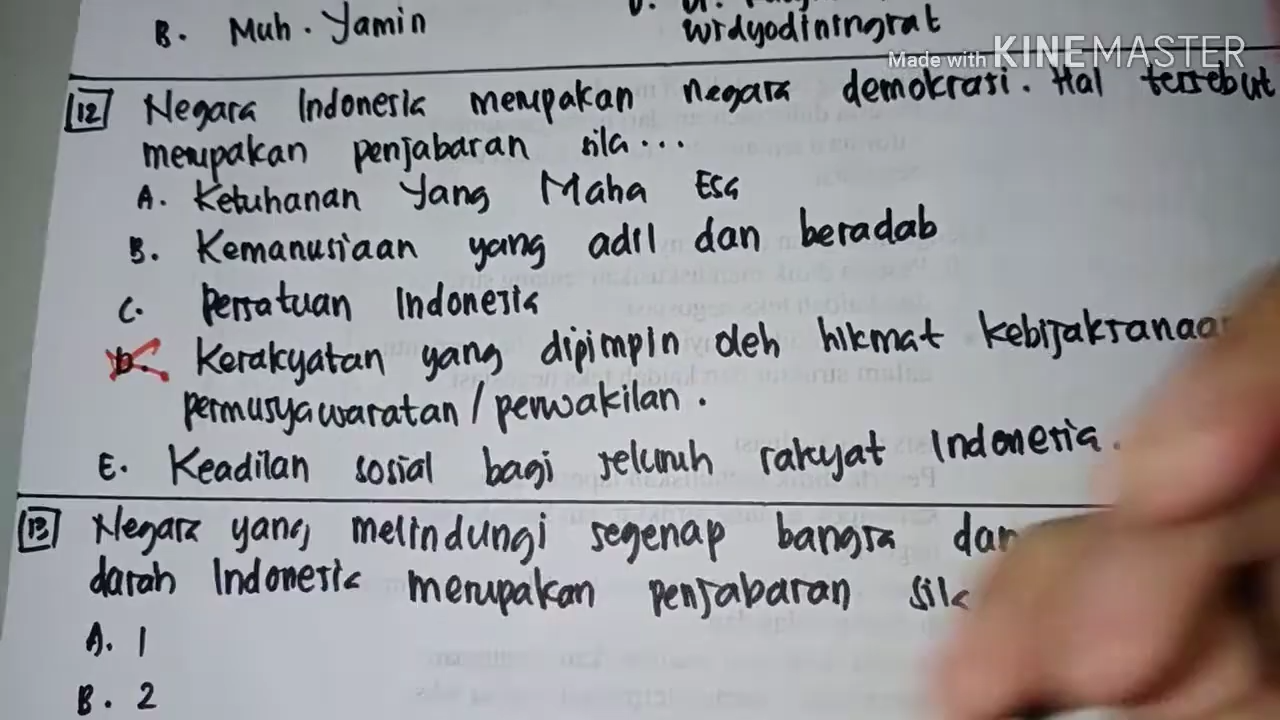 B. Muh. Yamin
widyodiningrat
Made with KINEMASTER
12 Negara Indonesia merupakan negara demokrasi. Hal tersebut
merupakan penjabaran sila...
A. Ketuhanan Yang Maha Esa
B. Kemanusiaan yang adil dan beradab
C. Persatuan Indonesia
D. Kerakyatan yang dipimpin oleh hikmat kebijaksanaan
permusyawaratan/perwakilan.
E. Keadilan sosial bagi seluruh rakyat Indonesia.
13 Negara yang melindungi segenap bangsa dan
darah Indonesia merupakan penjabaran sila
A. 1
B. 2